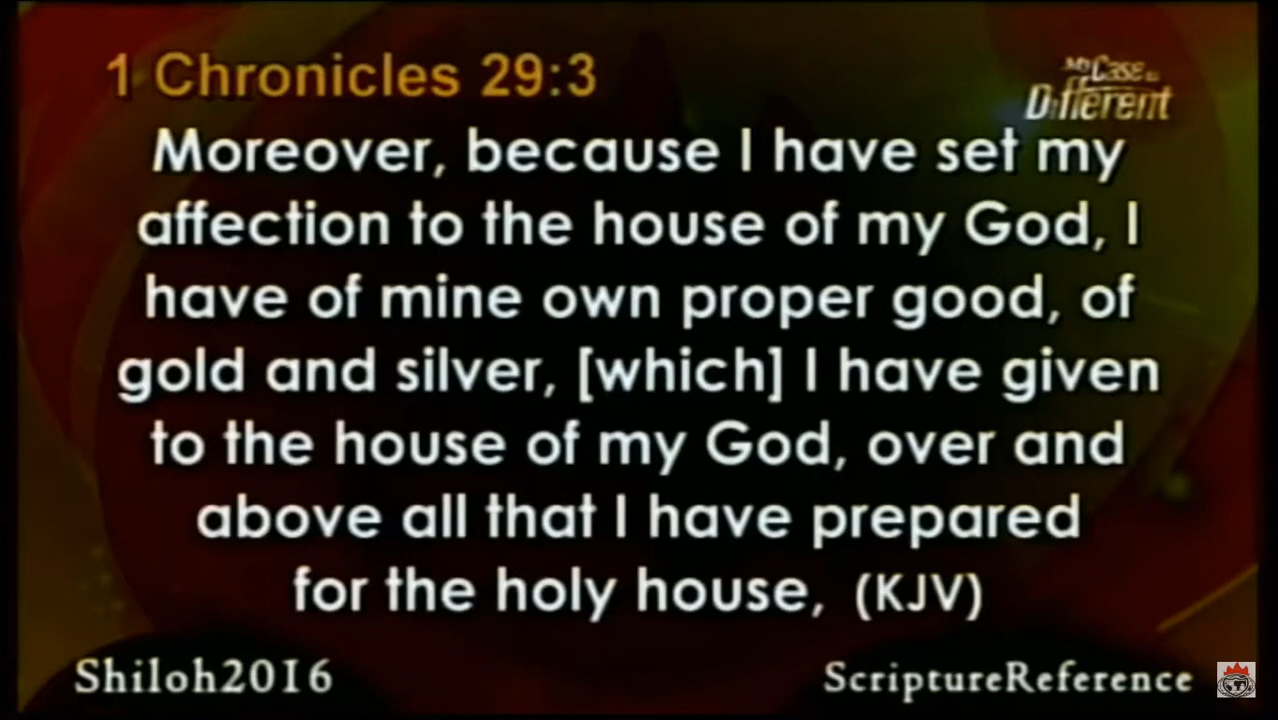 1 Chronicles 29:3
MY CASE is
Different
Moreover, because I have set my
affection to the house of my God, I
have of mine own proper good, of
gold and silver, [which] I have given
to the house of my God, over and
above all that I have prepared
for the holy house, (KJV)
Shiloh2016
ScriptureReference